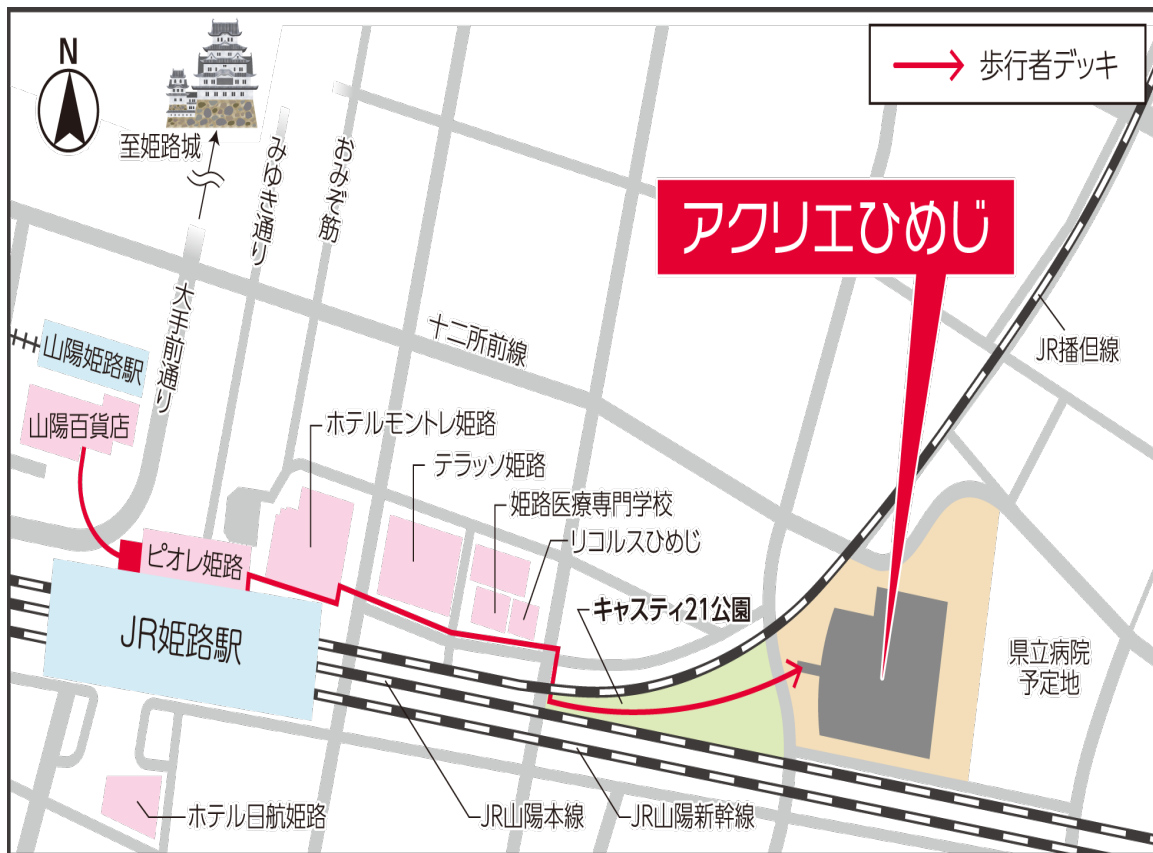 N
歩行者デッキ
至姫路城
みゆき通り
おみぞ筋
アクリエひめじ
大手前通り
十二所前線
JR播但線
山陽姫路駅
山陽百貨店
ホテルモントレ姫路
テラッソ姫路
姫路医療専門学校
リコルスひめじ
ピオレ姫路
キャスティ21公園
JR姫路駅
県立病院
予定地
ホテル日航姫路
JR山陽本線
JR山陽新幹線